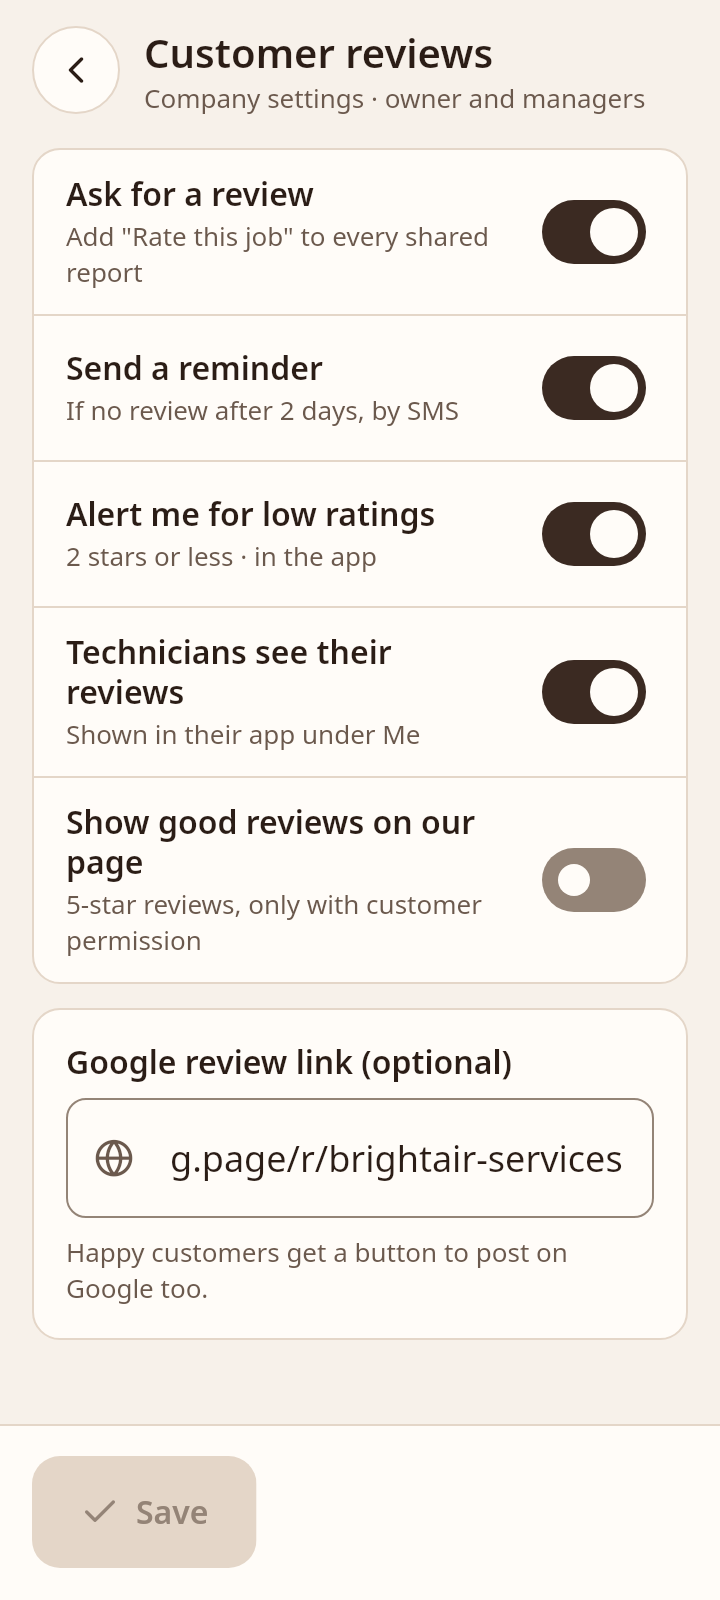 Customer reviews
Company settings · owner and managers
Ask for a review
Add "Rate this job" to every shared
report
Send a reminder
If no review after 2 days, by SMS
Alert me for low ratings
2 stars or less · in the app
Technicians see their
reviews
Shown in their app under Me
Show good reviews on our
page
5-star reviews, only with customer
permission
Google review link (optional)
g.page/r/brightair-services
Happy customers get a button to post on
Google too.
Save